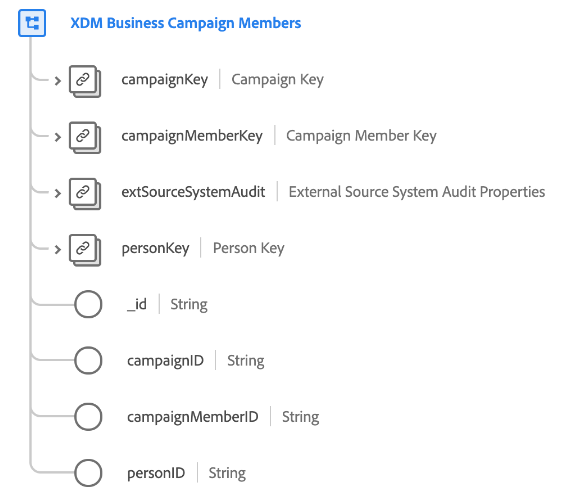 XDM Business Campaign Members
campaignKey Campaign Key
campaignMemberKey Campaign Member Key
extSourceSystemAudit External Source System Audit Properties
personKey Person Key
_id String
campaignID String
campaignMemberID String
personID String